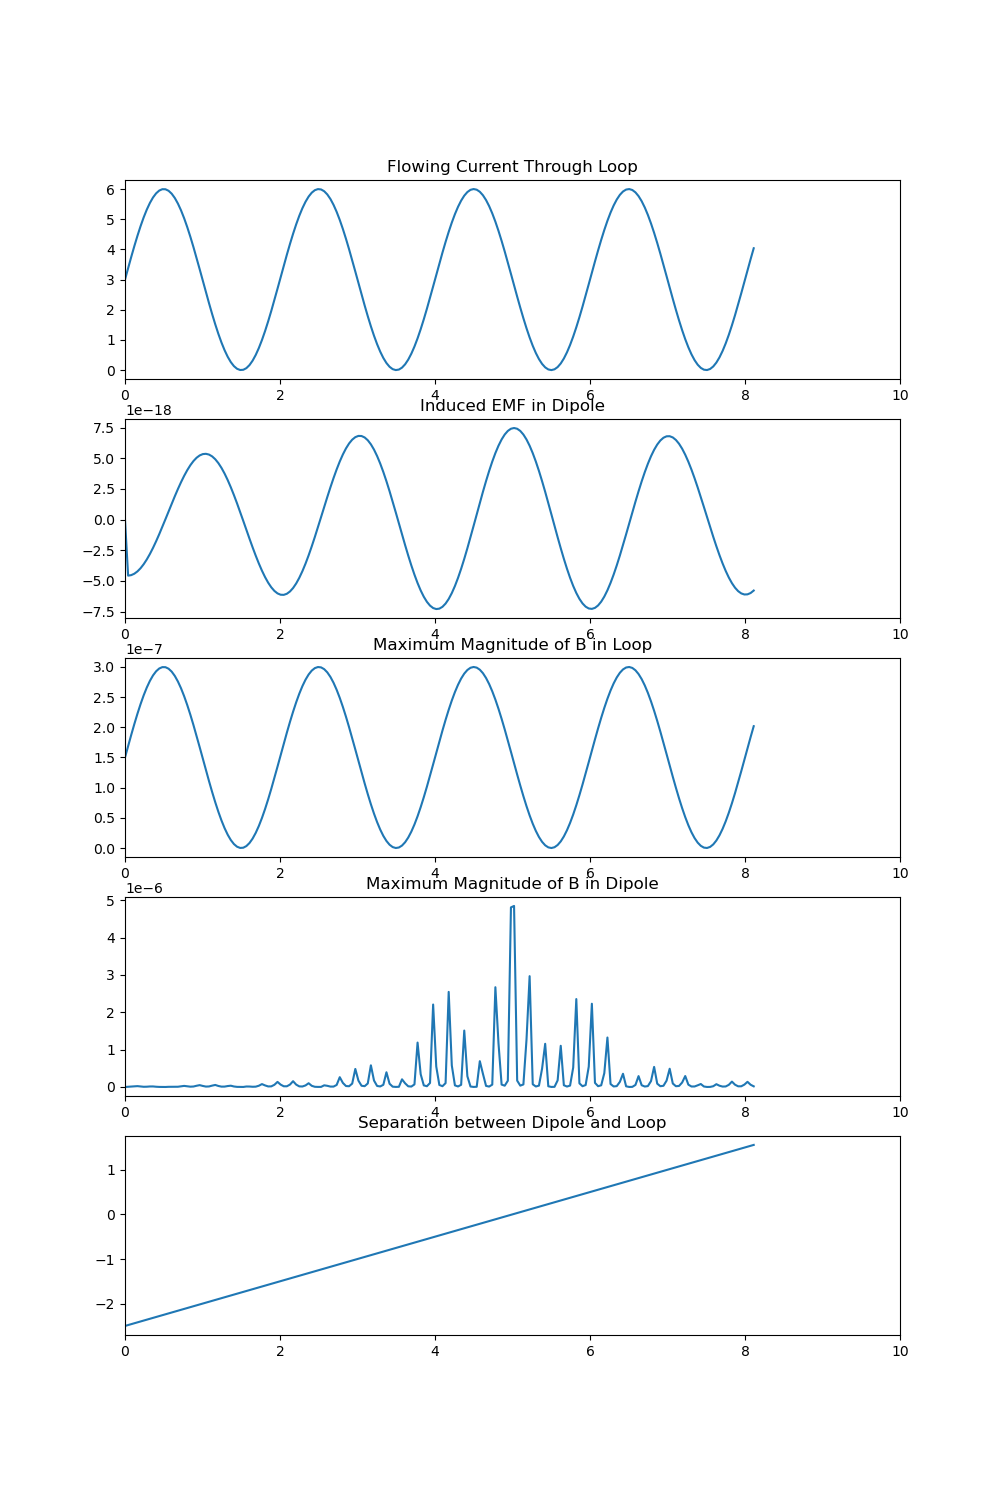 Flowing Current Through Loop
6
5
4
3
2
1
0
0 2 4 6 8 10
1e−18
Induced EMF in Dipole
7.5
5.0
2.5
0.0
−2.5
−5.0
−7.5
0 2 4 6 8 10
1e−7
Maximum Magnitude of B in Loop
3.0
2.5
2.0
1.5
1.0
0.5
0.0
0 2 4 6 8 10
1e−6
Maximum Magnitude of B in Dipole
5
4
3
2
1
0
0 2 4 6 8 10
Separation between Dipole and Loop
1
0
−1
−2
0 2 4 6 8 10